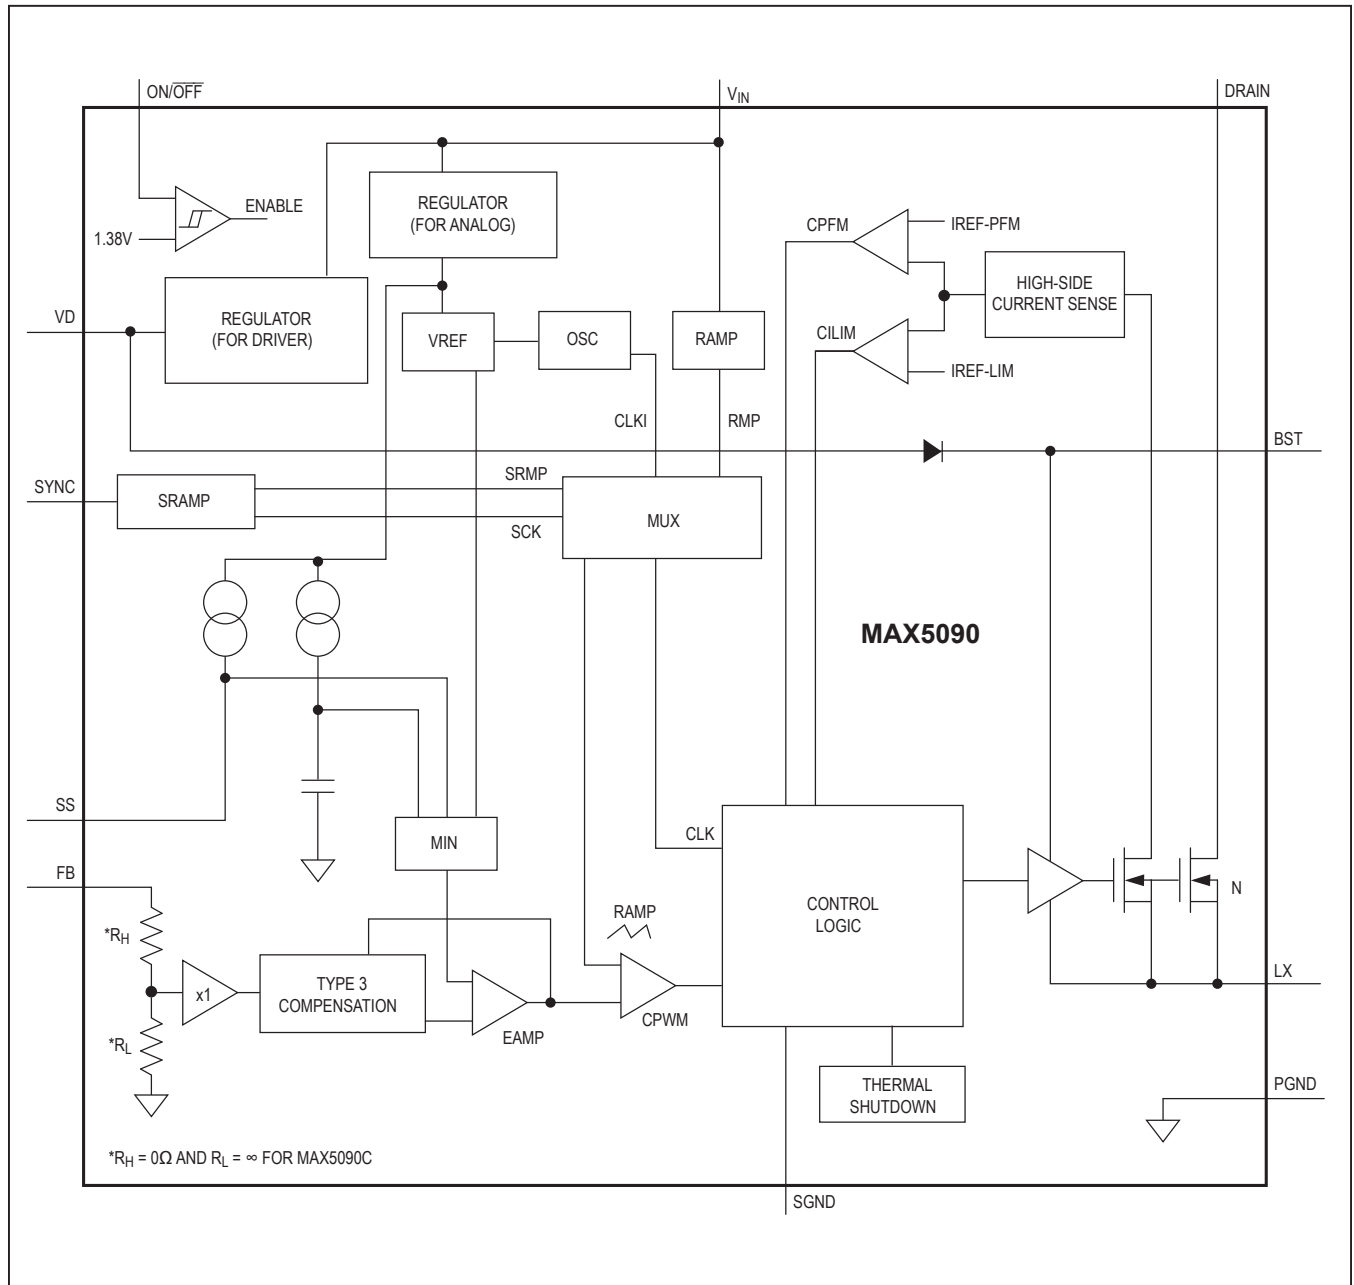 ON/OFF
VIN
DRAIN
ENABLE
1.38V
REGULATOR
(FOR ANALOG)
CPFM
IREF-PFM
HIGH-SIDE
CURRENT SENSE
VD
REGULATOR
(FOR DRIVER)
VREF
OSC
RAMP
CILIM
IREF-LIM
CLKI
RMP
BST
SYNC
SRAMP
SRMP
SCK
MUX
MAX5090
SS
MIN
CLK
FB
CONTROL
LOGIC
N
*RH
RAMP
x1
TYPE 3
COMPENSATION
LX
*RL
EAMP
CPWM
THERMAL
SHUTDOWN
PGND
*RH = 0Ω AND RL = ∞ FOR MAX5090C
SGND